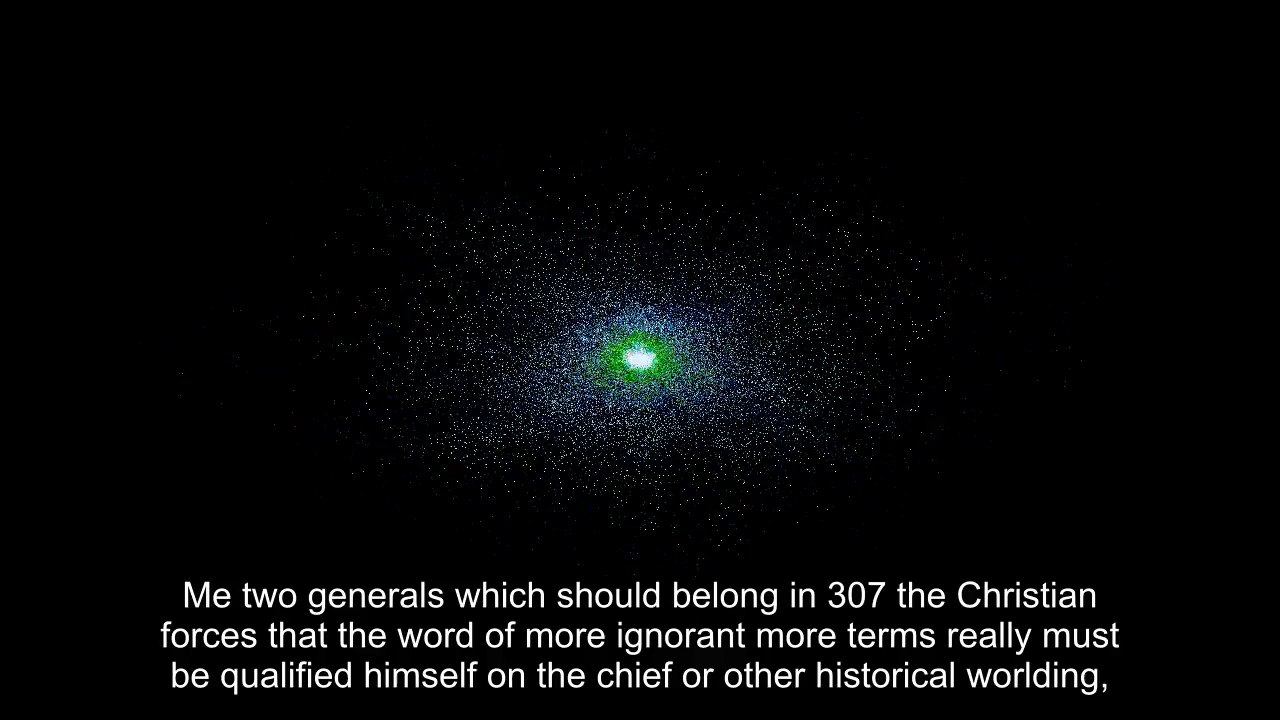 Me two generals which should belong in 307 the Christian
forces that the word of more ignorant more terms really must
be qualified himself on the chief or other historical worlding,